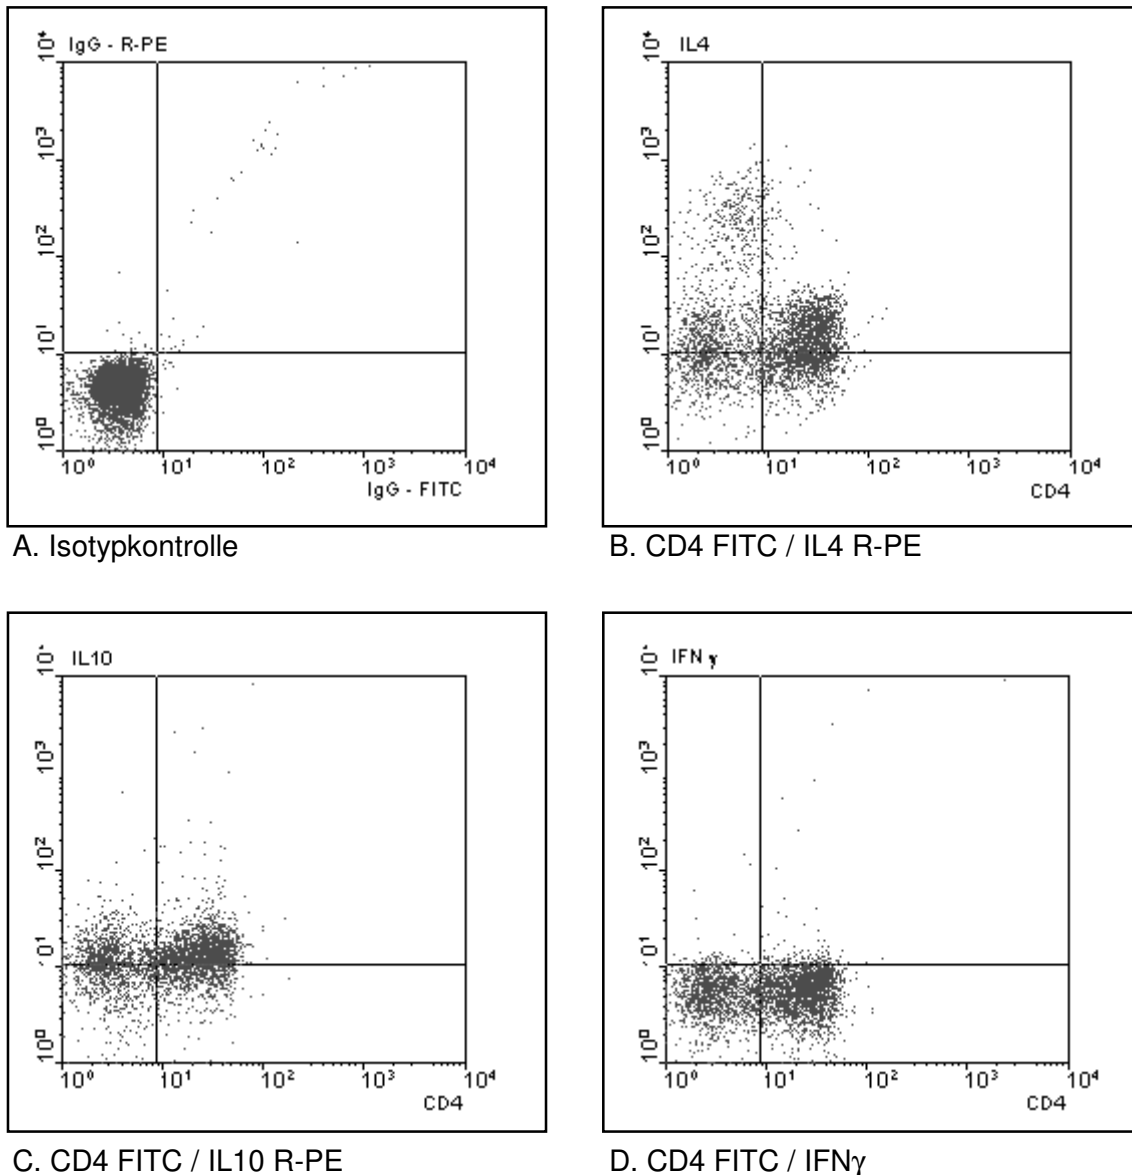 IgG - R-PE
10⁴
10³
10²
10¹
10⁰
10⁰ 10¹ 10² 10³ 10⁴
IgG - FITC
A. Isotypkontrolle
IL4
10⁴
10³
10²
10¹
10⁰
10⁰ 10¹ 10² 10³ 10⁴
CD4
B. CD4 FITC / IL4 R-PE
IL10
10⁴
10³
10²
10¹
10⁰
10⁰ 10¹ 10² 10³ 10⁴
CD4
C. CD4 FITC / IL10 R-PE
IFN γ
10⁴
10³
10²
10¹
10⁰
10⁰ 10¹ 10² 10³ 10⁴
CD4
D. CD4 FITC / IFNγ